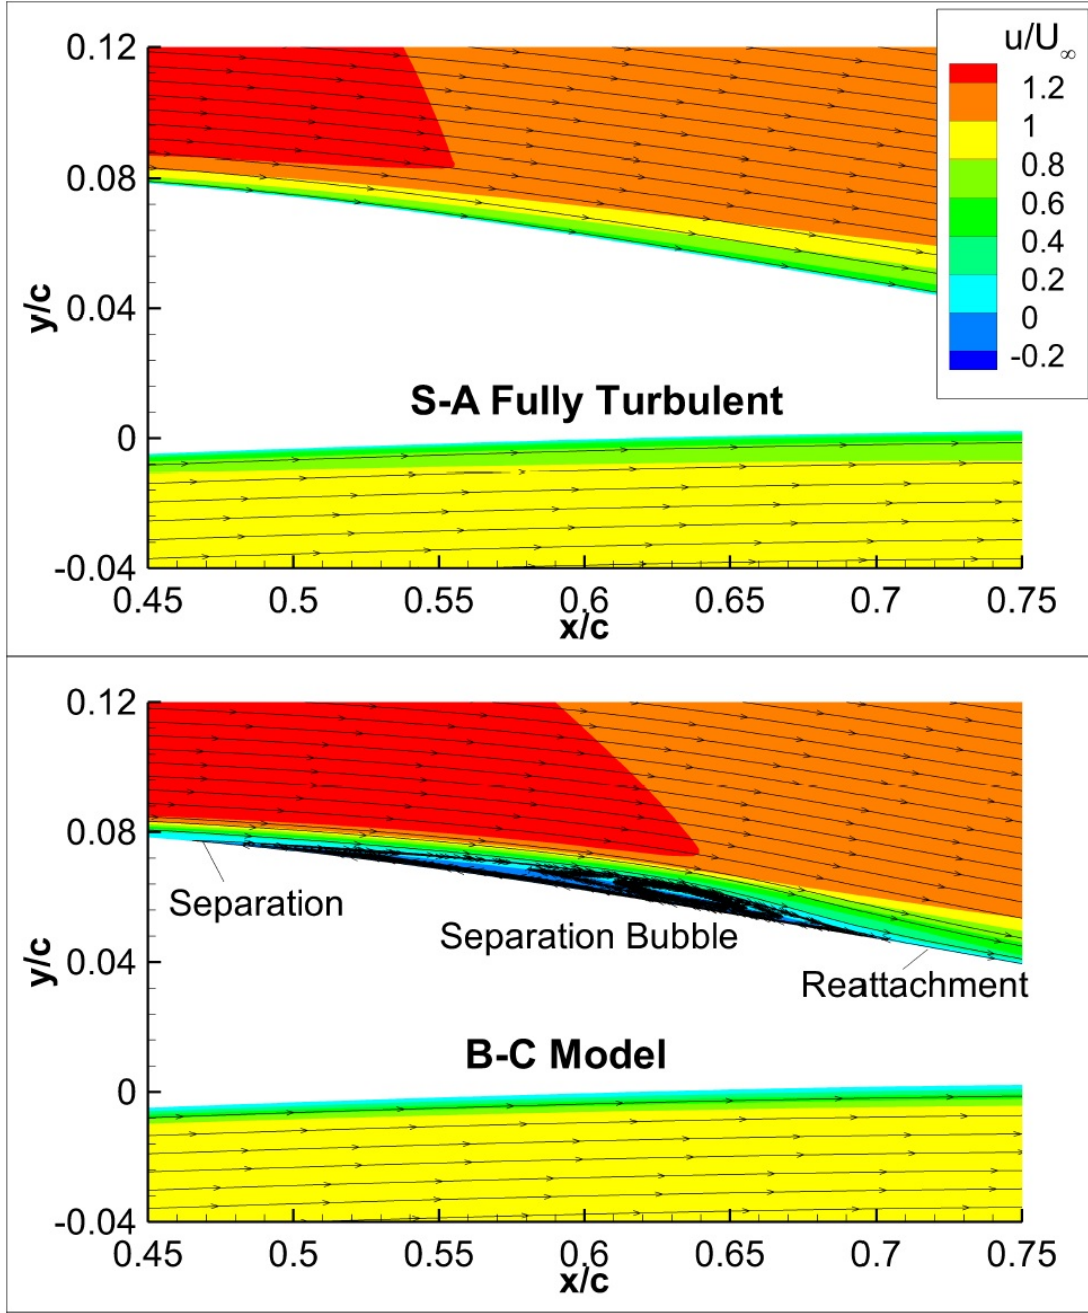 0.12
0.08
0.04
0
-0.04
y/c
u/U∞
1.2
1
0.8
0.6
0.4
0.2
0
-0.2
S-A Fully Turbulent
0.45 0.5 0.55 0.6 0.65 0.7 0.75
x/c
0.12
0.08
0.04
0
-0.04
y/c
Separation
Separation Bubble
Reattachment
B-C Model
0.45 0.5 0.55 0.6 0.65 0.7 0.75
x/c